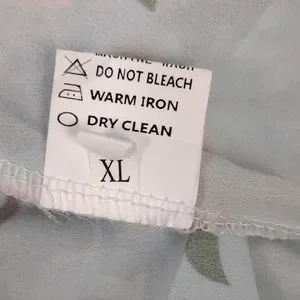 DO NOT BLEACH
WARM IRON
DRY CLEAN
XL